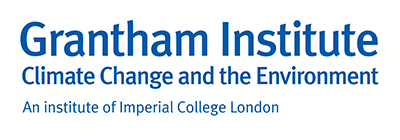 Grantham Institute
Climate Change and the Environment
An institute of Imperial College London